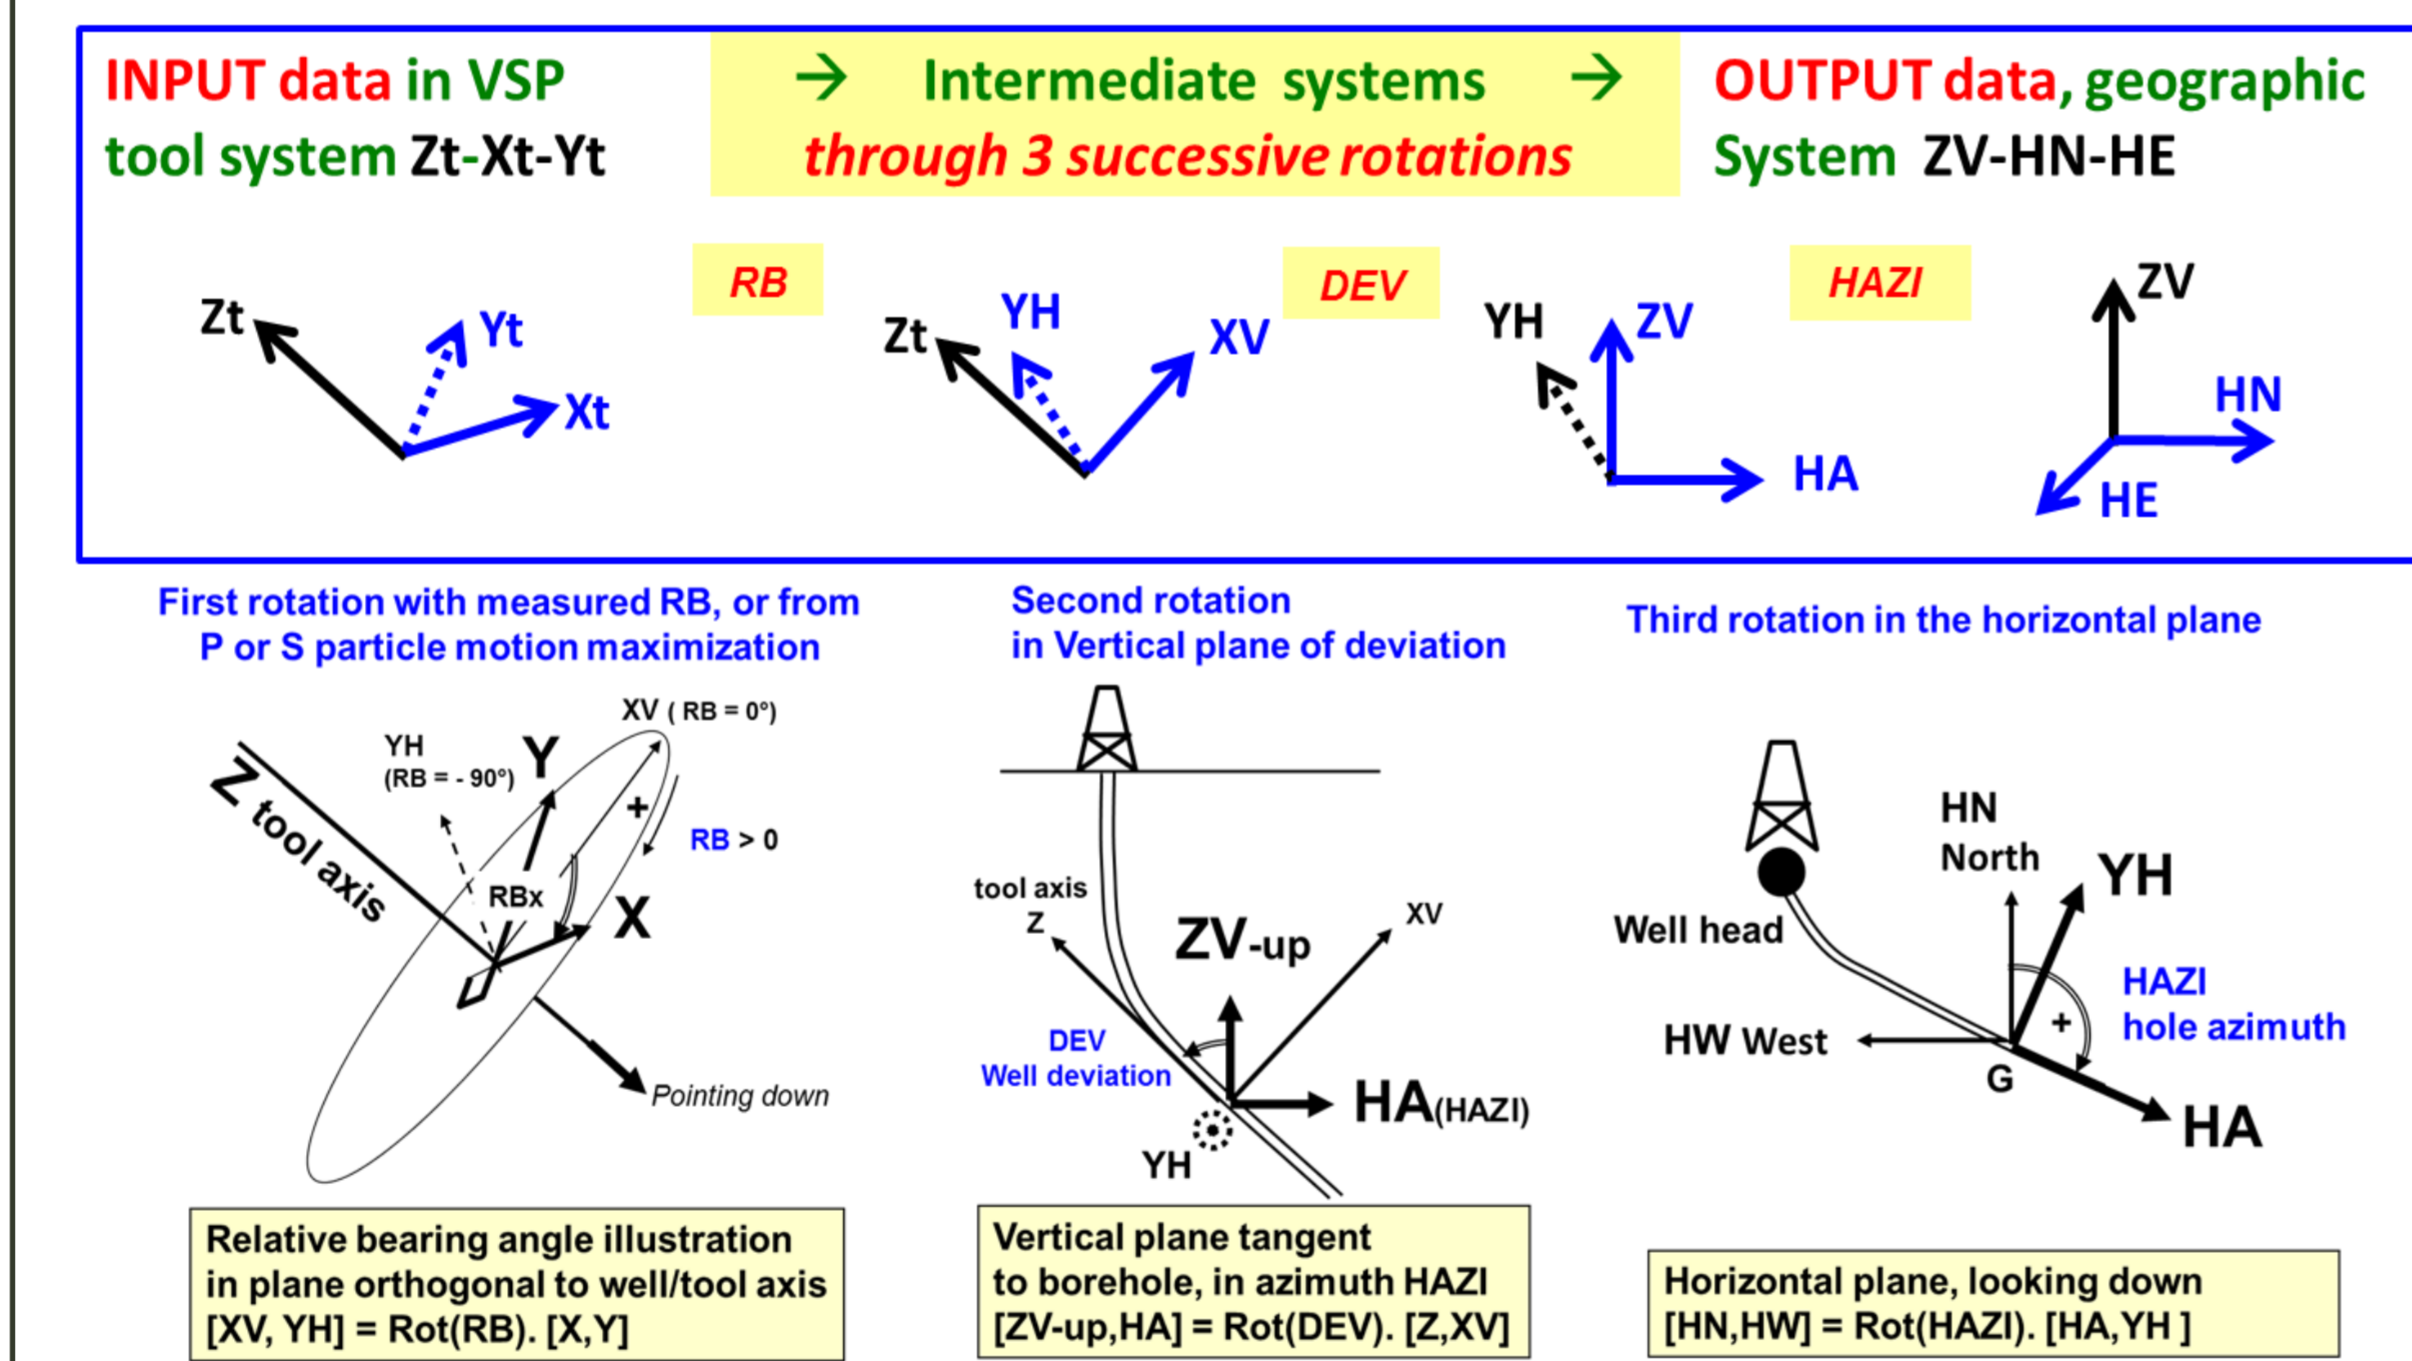 INPUT data in VSP
tool system Zt-Xt-Yt
→ Intermediate systems →
through 3 successive rotations
OUTPUT data, geographic
System ZV-HN-HE
RB
DEV
HAZI
Zt
Yt
Xt
Zt
YH
XV
YH
ZV
HA
ZV
HN
HE
First rotation with measured RB, or from
P or S particle motion maximization
XV ( RB = 0°)
YH
(RB = - 90°)
Y
+
RB > 0
Z tool axis
RBx
X
Pointing down
Relative bearing angle illustration
in plane orthogonal to well/tool axis
[XV, YH] = Rot(RB). [X,Y]
Second rotation
in Vertical plane of deviation
tool axis
Z
ZV-up
XV
DEV
Well deviation
HA(HAZI)
YH
Vertical plane tangent
to borehole, in azimuth HAZI
[ZV-up,HA] = Rot(DEV). [Z,XV]
Third rotation in the horizontal plane
HN
North
YH
Well head
HAZI
hole azimuth
+
HW West
G
HA
Horizontal plane, looking down
[HN,HW] = Rot(HAZI). [HA,YH ]